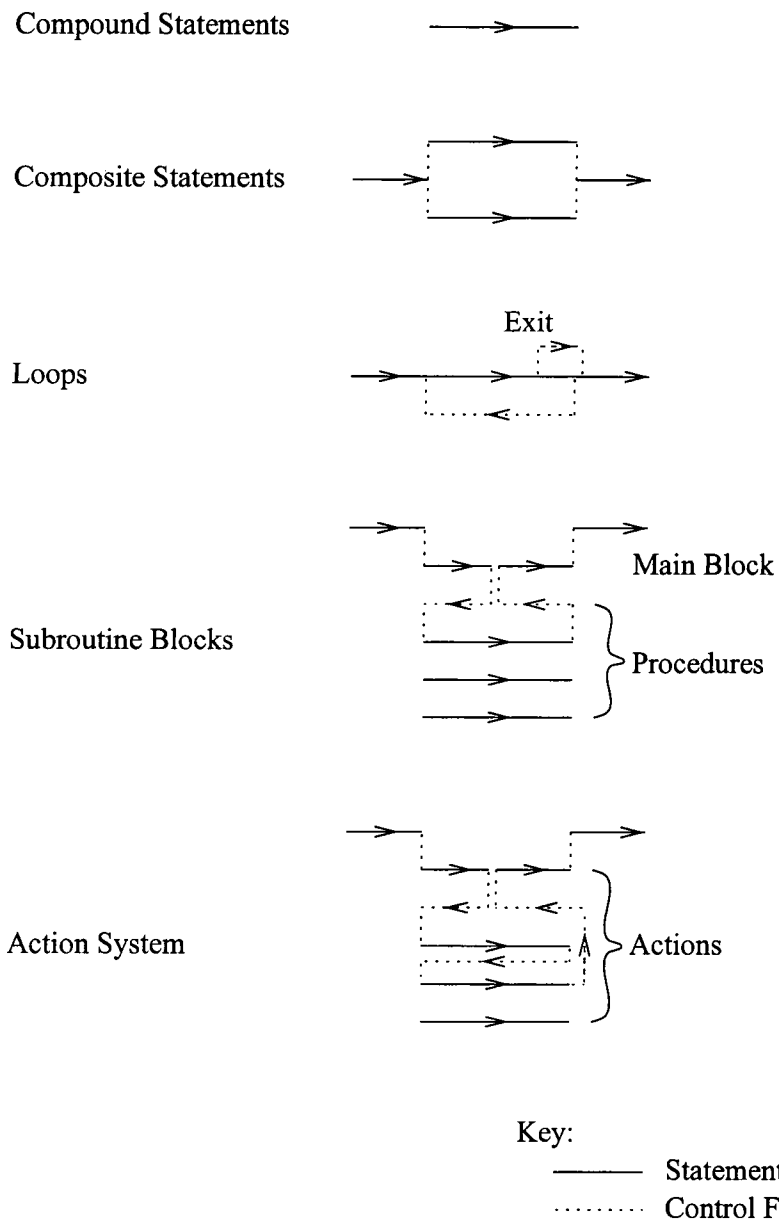 Compound Statements
Composite Statements
Exit
Loops
Main Block
Subroutine Blocks
Procedures
Action System
Actions
Key:
Statement
Control F